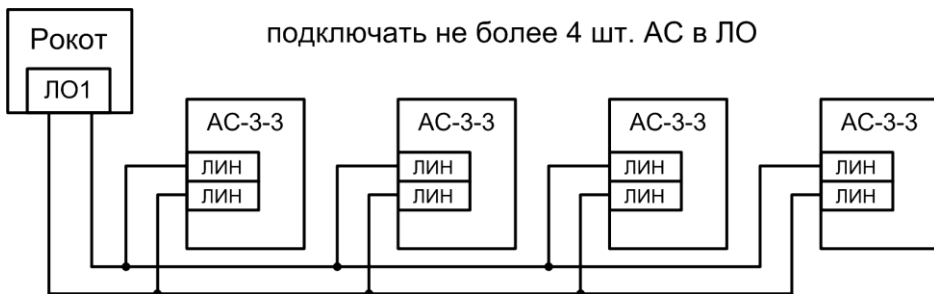 Рокот
подключать не более 4 шт. АС в ЛО
ЛО1
АС-3-3
АС-3-3
АС-3-3
АС-3-3
ЛИН
ЛИН
ЛИН
ЛИН
ЛИН
ЛИН
ЛИН
ЛИН